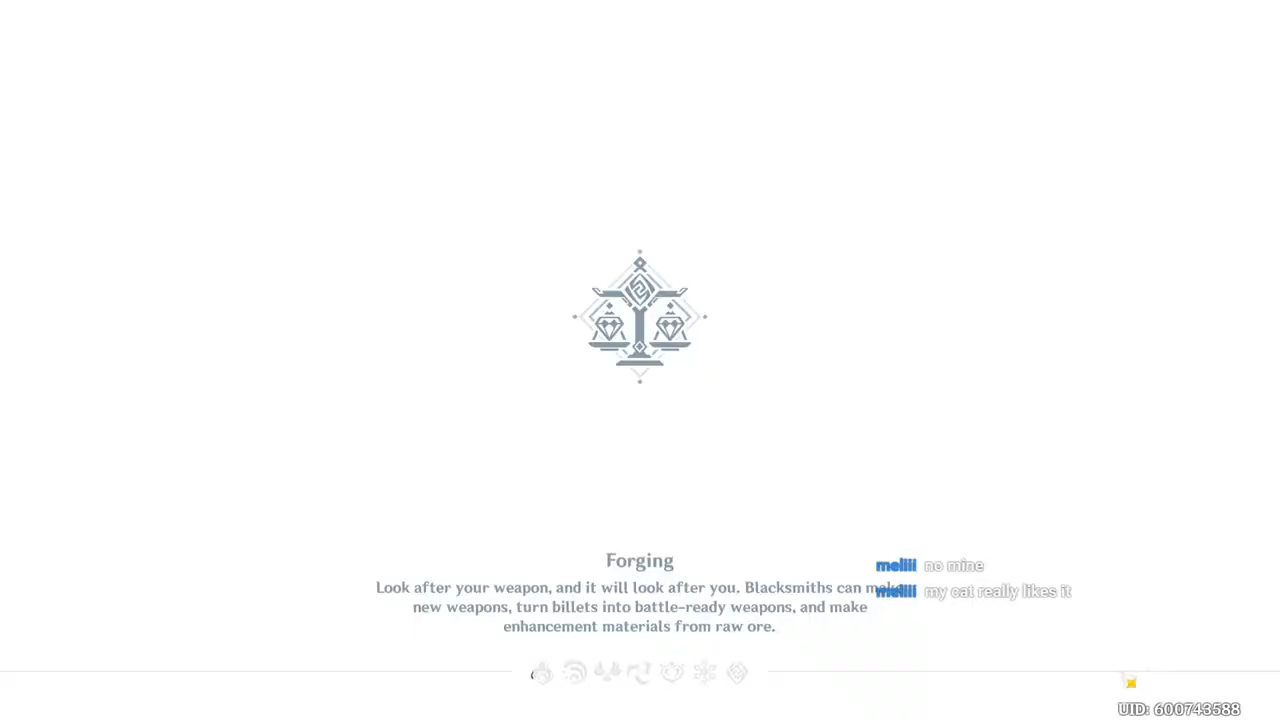 Forging
Look after your weapon, and it will look after you. Blacksmiths can make
new weapons, turn billets into battle-ready weapons, and make
enhancement materials from raw ore.
meliii no mine
meliii my cat really likes it
UID: 600743588